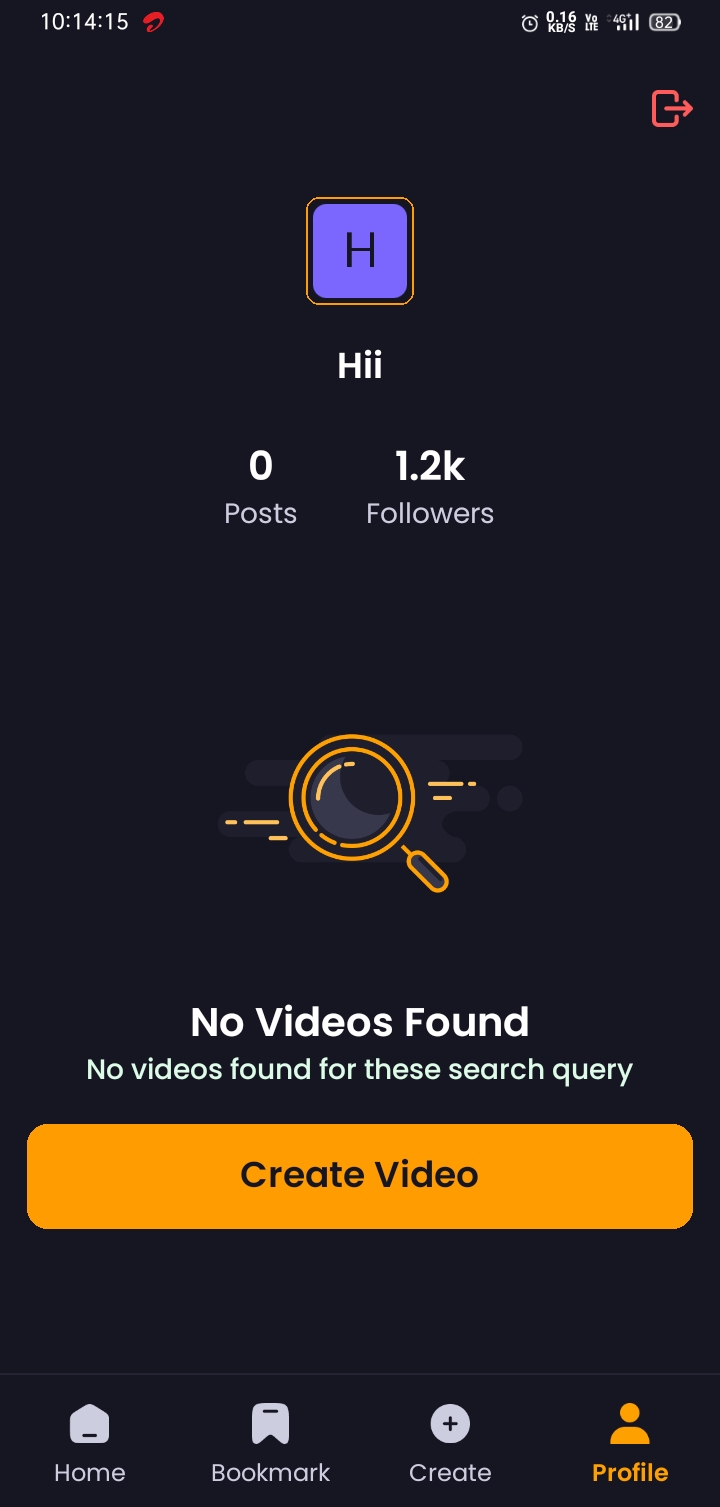 10:14:15 0.16 KB/S Vo LTE 4G+ 82
H
Hii
0 1.2k
Posts Followers
No Videos Found
No videos found for these search query
Create Video
Home Bookmark Create Profile